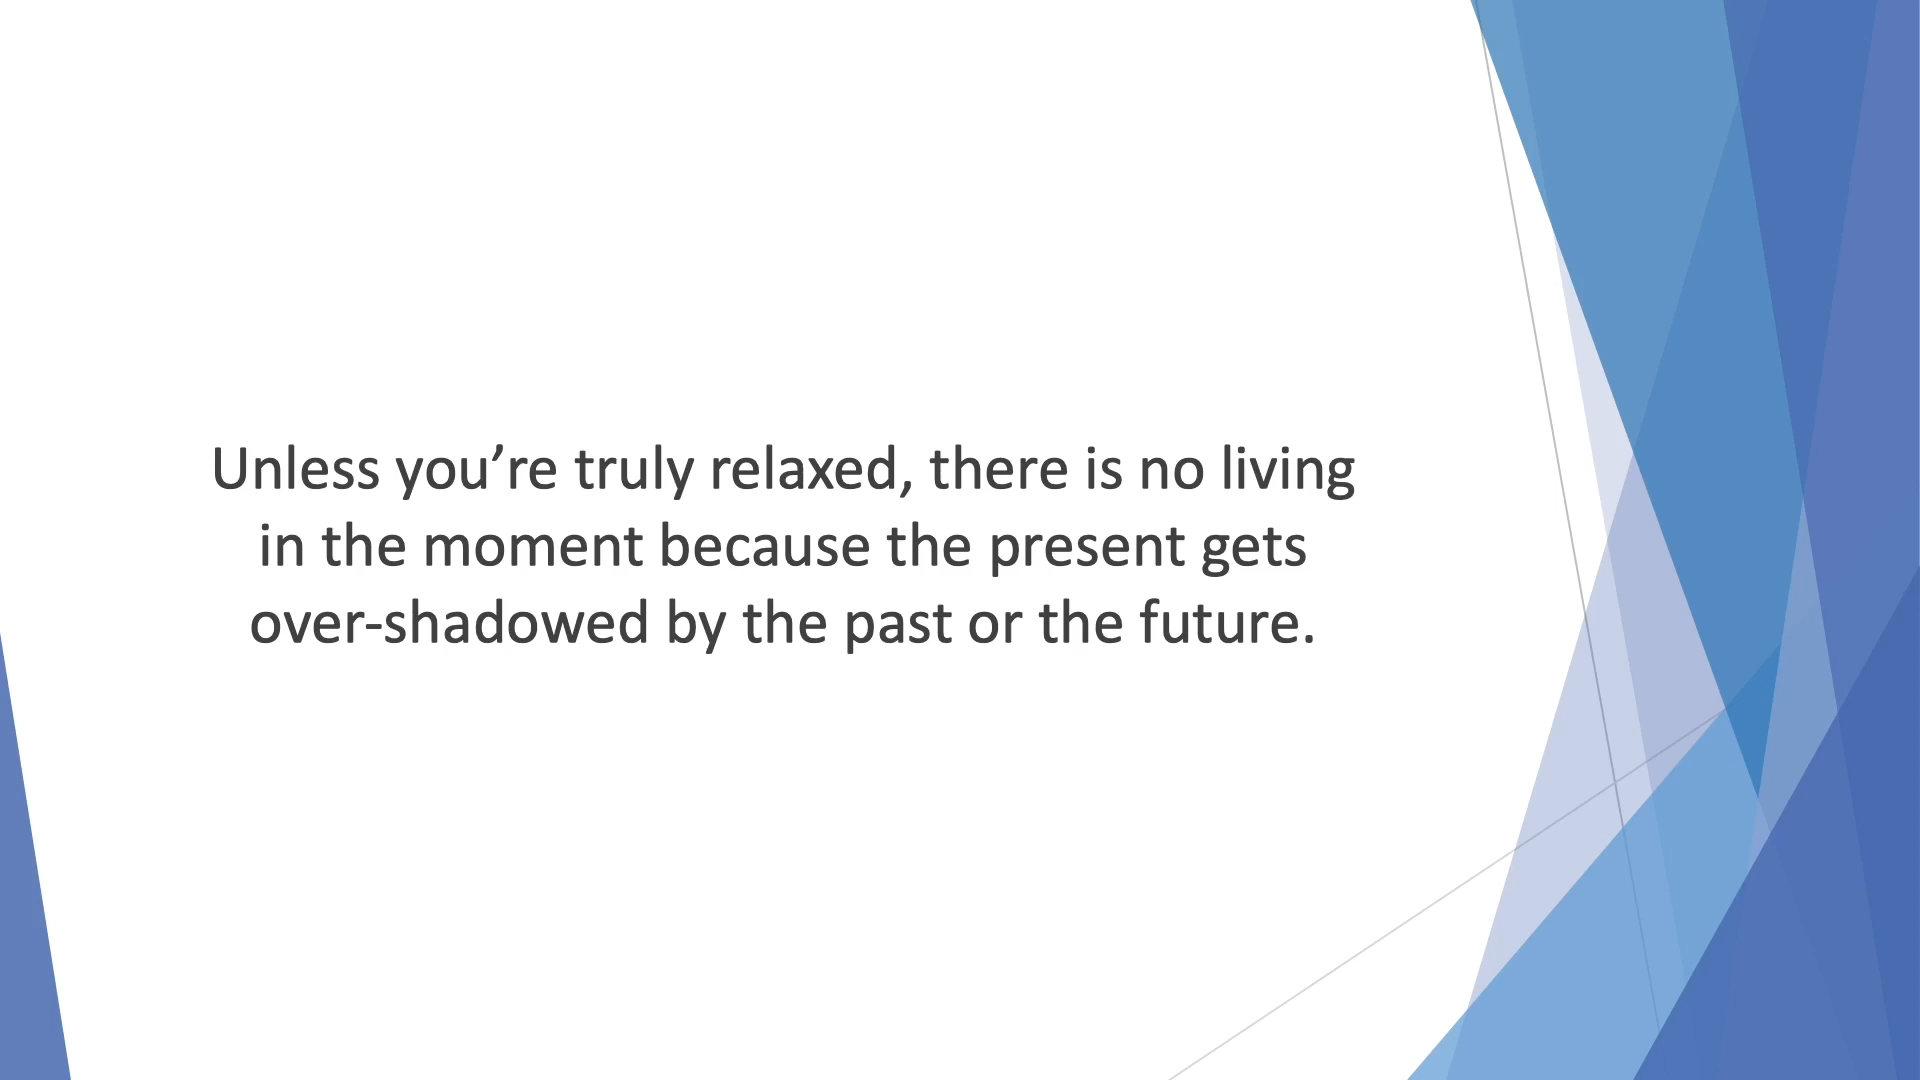 Unless you’re truly relaxed, there is no living
in the moment because the present gets
over-shadowed by the past or the future.